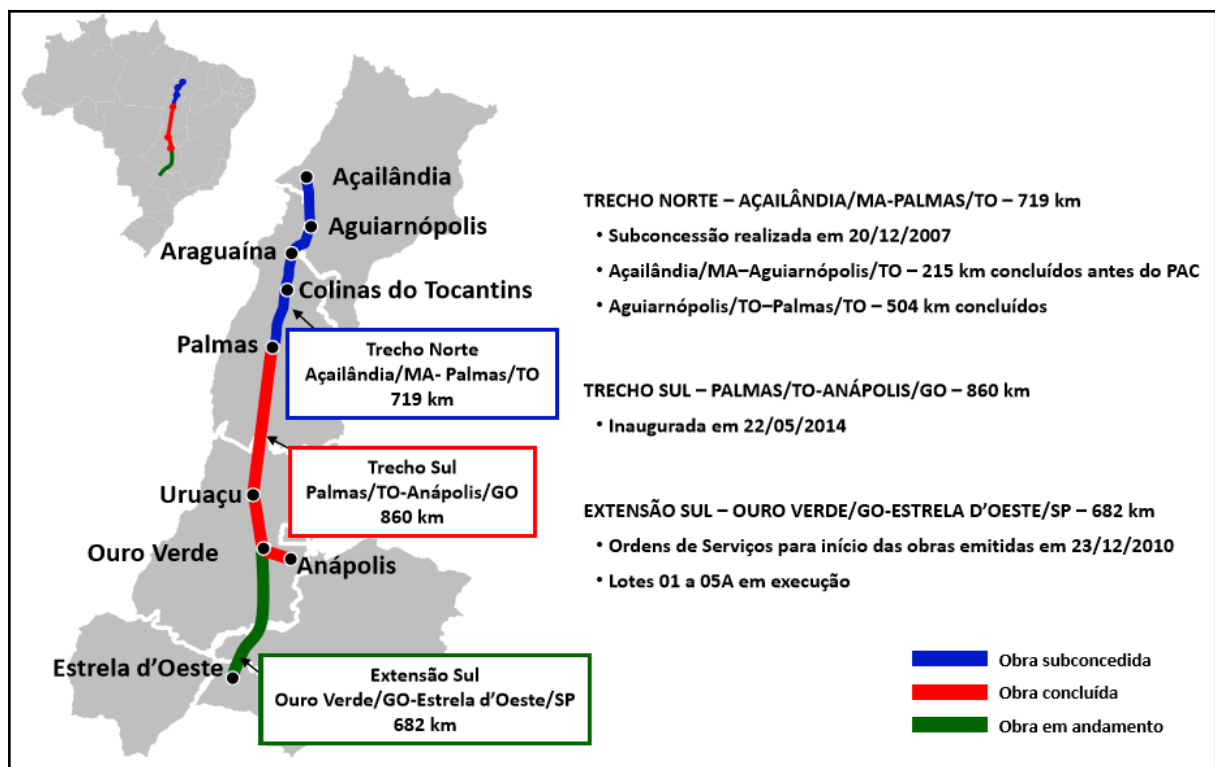 Açailândia
Aguiarnópolis
Araguaína
Colinas do Tocantins
Palmas
Trecho Norte
Açailândia/MA- Palmas/TO
719 km
Trecho Sul
Palmas/TO-Anápolis/GO
860 km
Uruaçu
Ouro Verde
Anápolis
Estrela d’Oeste
Extensão Sul
Ouro Verde/GO-Estrela d’Oeste/SP
682 km
TRECHO NORTE – AÇAILÂNDIA/MA-PALMAS/TO – 719 km
• Subconcessão realizada em 20/12/2007
• Açailândia/MA–Aguiarnópolis/TO – 215 km concluídos antes do PAC
• Aguiarnópolis/TO–Palmas/TO – 504 km concluídos
TRECHO SUL – PALMAS/TO-ANÁPOLIS/GO – 860 km
• Inaugurada em 22/05/2014
EXTENSÃO SUL – OURO VERDE/GO-ESTRELA D’OESTE/SP – 682 km
• Ordens de Serviços para início das obras emitidas em 23/12/2010
• Lotes 01 a 05A em execução
Obra subconcedida
Obra concluída
Obra em andamento